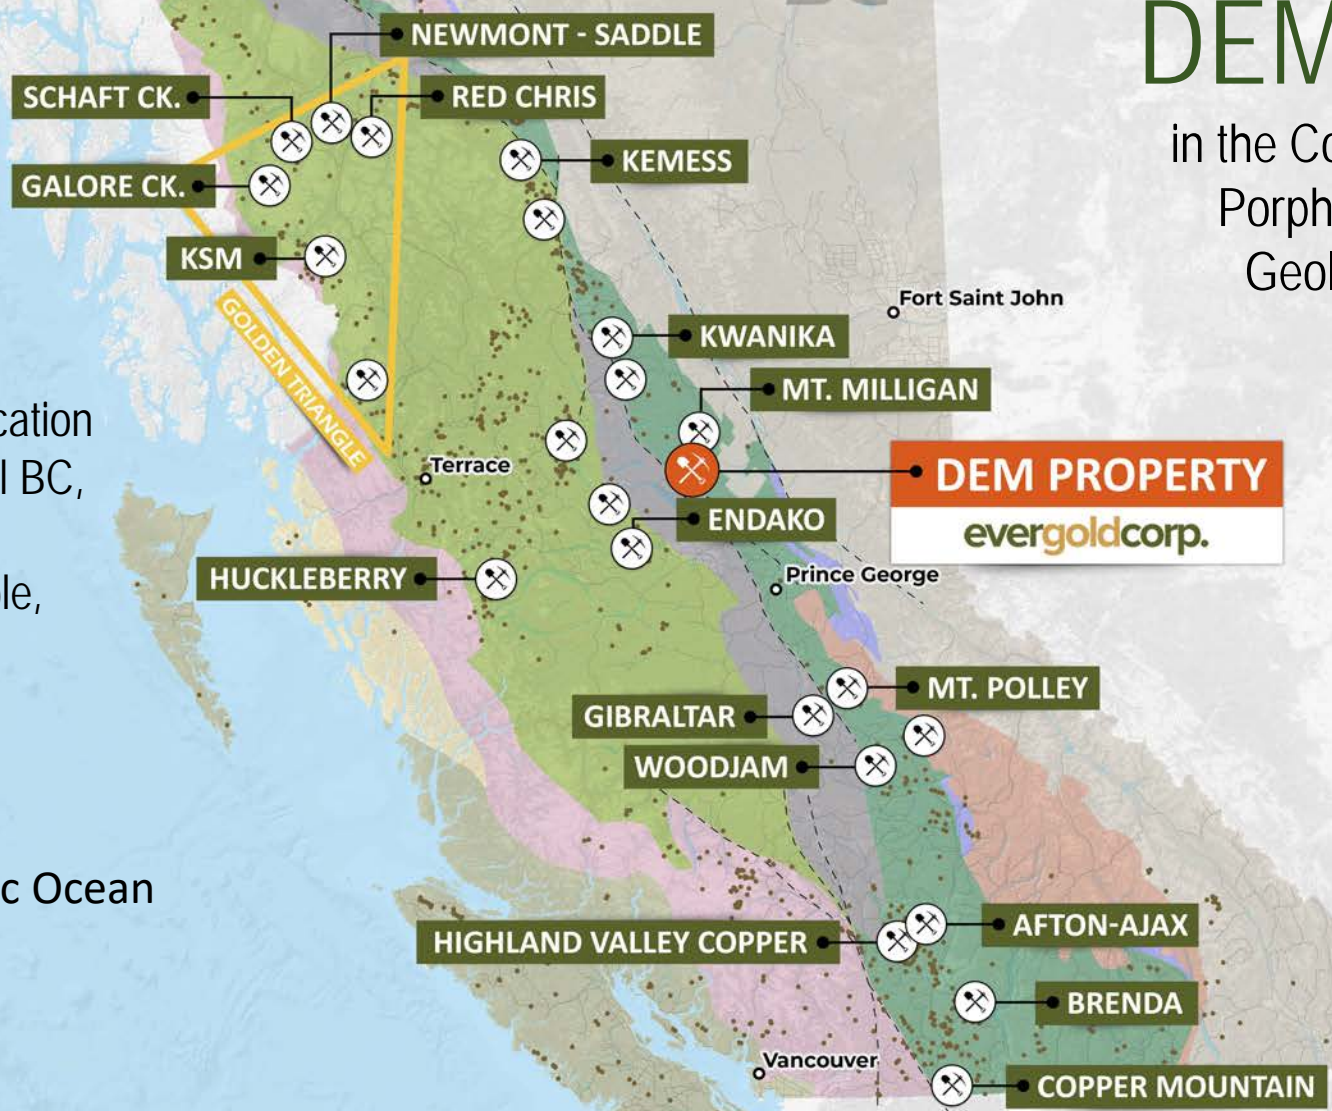 DEM
in the Co
Porph
Geol
NEWMONT - SADDLE
SCHAFT CK.
RED CHRIS
KEMESS
GALORE CK.
KSM
GOLDEN TRIANGLE
Fort Saint John
KWANIKA
MT. MILLIGAN
cation
l BC,
Terrace
DEM PROPERTY
evergoldcorp.
ENDAKO
HUCKLEBERRY
Prince George
le,
MT. POLLEY
GIBRALTAR
WOODJAM
c Ocean
AFTON-AJAX
HIGHLAND VALLEY COPPER
BRENDA
Vancouver
COPPER MOUNTAIN